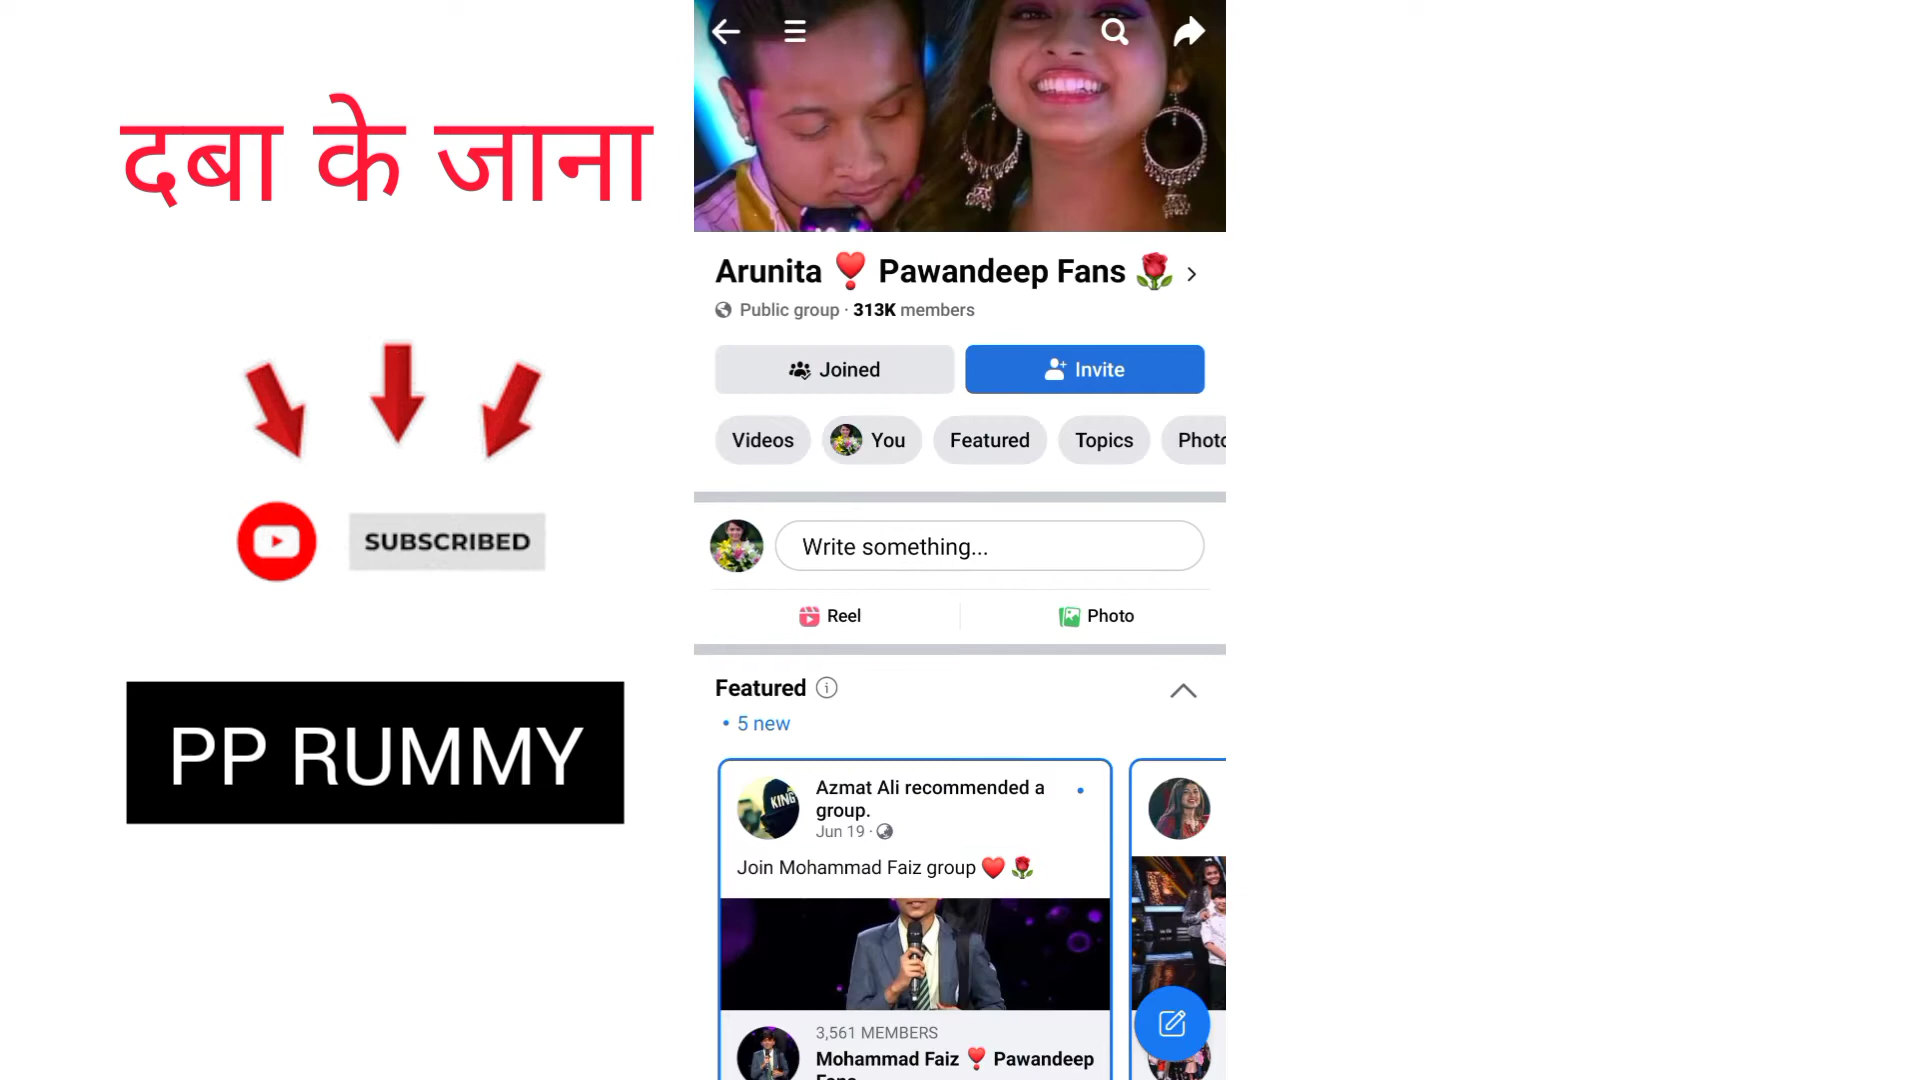 दबा के जाना
SUBSCRIBED
PP RUMMY
Arunita ❣️ Pawandeep Fans 🌹 >
Public group · 313K members
Joined
Invite
Videos
You
Featured
Topics
Photo
Write something...
Reel
Photo
Featured
• 5 new
Azmat Ali recommended a
group.
Jun 19 ·
Join Mohammad Faiz group ❤️ 🌹
KING
3,561 MEMBERS
Mohammad Faiz ❣️ Pawandeep
Fans